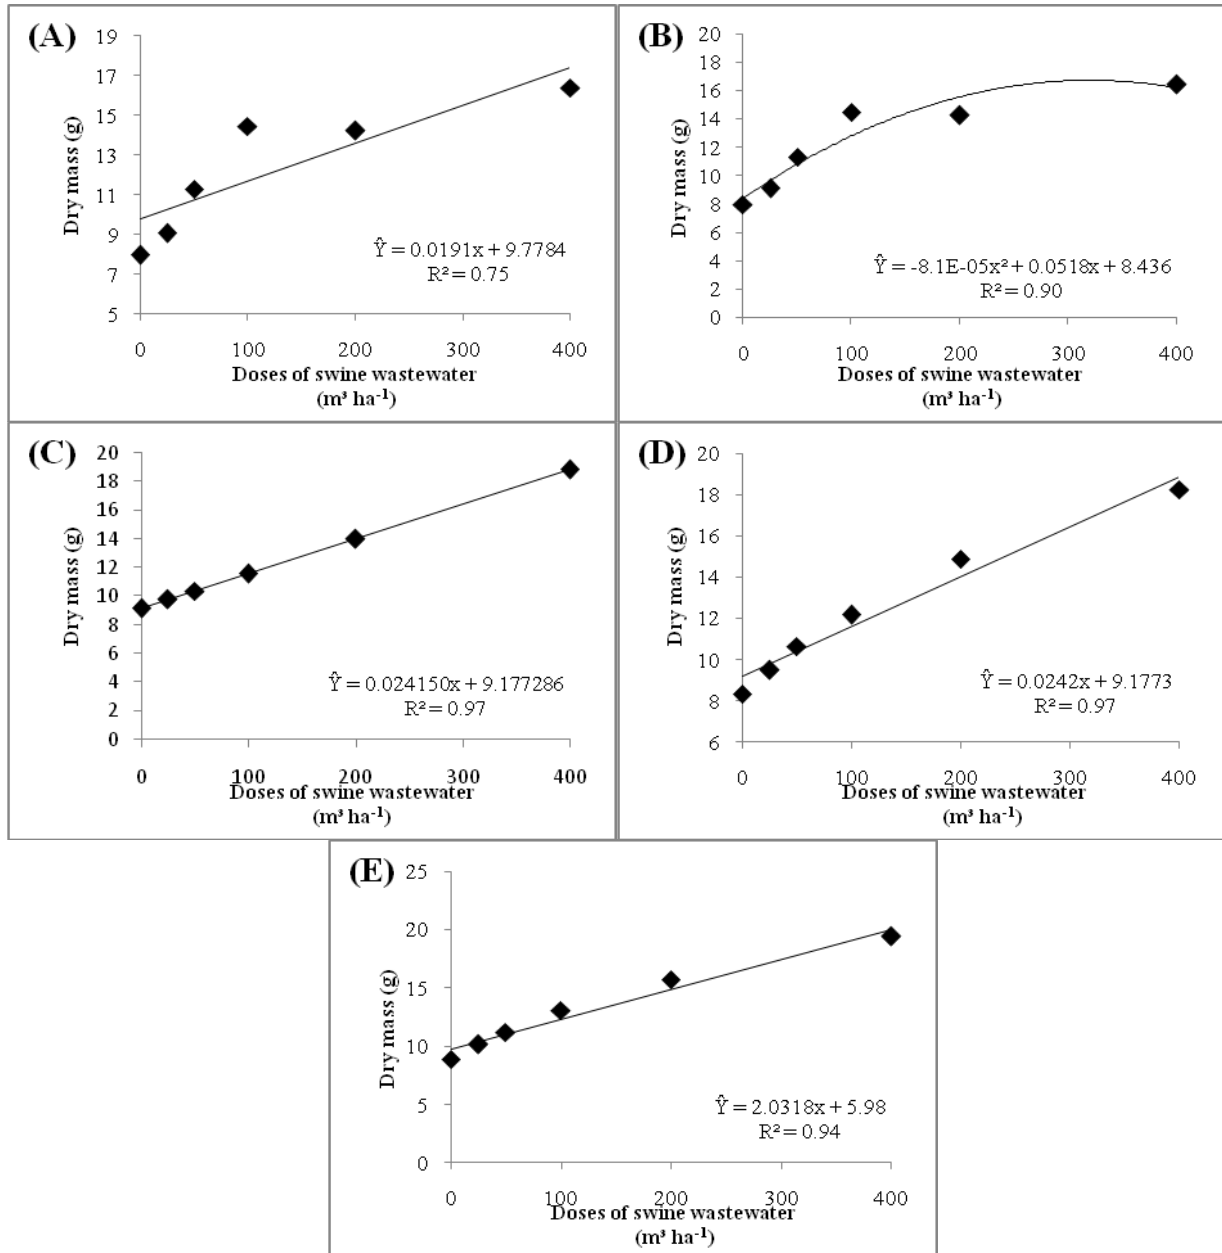 (A)
19
17
15
13
11
9
7
5
Dry mass (g)
Ŷ = 0.0191x + 9.7784
R² = 0.75
0 100 200 300 400
Doses of swine wastewater
(m³ ha⁻¹)
(B)
20
18
16
14
12
10
8
6
4
2
0
Dry mass (g)
Ŷ = -8.1E-05x² + 0.0518x + 8.436
R² = 0.90
0 100 200 300 400
Doses of swine wastewater
(m³ ha⁻¹)
(C)
20
18
16
14
12
10
8
6
4
2
0
Dry mass (g)
Ŷ = 0.024150x + 9.177286
R² = 0.97
0 100 200 300 400
Doses of swine wastewater
(m³ ha⁻¹)
(D)
20
18
16
14
12
10
8
6
Dry mass (g)
Ŷ = 0.0242x + 9.1773
R² = 0.97
0 100 200 300 400
Doses of swine wastewater
(m³ ha⁻¹)
(E)
25
20
15
10
5
0
Dry mass (g)
Ŷ = 2.0318x + 5.98
R² = 0.94
0 100 200 300 400
Doses of swine wastewater
(m³ ha⁻¹)